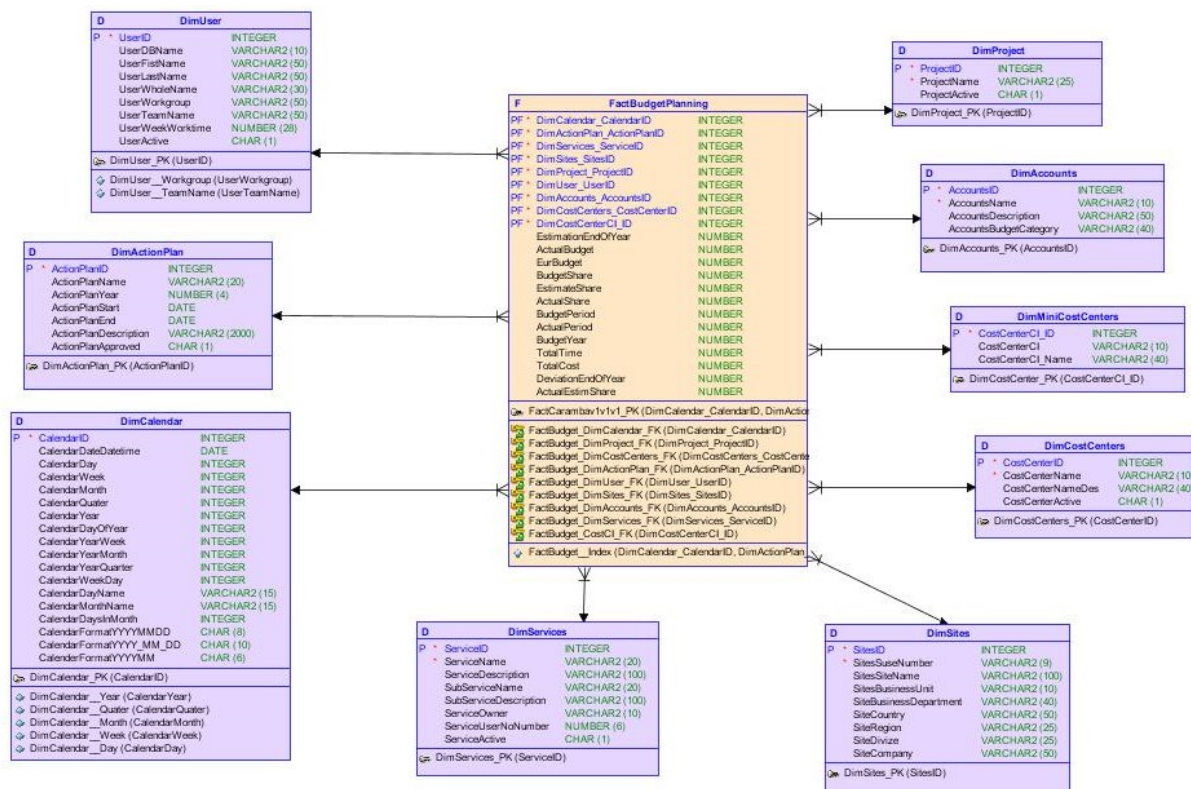 D DimUser
P * UserID INTEGER
UserDBName VARCHAR2 (10)
UserFistName VARCHAR2 (50)
UserLastName VARCHAR2 (50)
UserWholeName VARCHAR2 (30)
UserWorkgroup VARCHAR2 (50)
UserTeamName VARCHAR2 (50)
UserWeekWorktime NUMBER (28)
UserActive CHAR (1)
DimUser_PK (UserID)
DimUser__Workgroup (UserWorkgroup)
DimUser__TeamName (UserTeamName)
D DimActionPlan
P * ActionPlanID INTEGER
ActionPlanName VARCHAR2 (20)
ActionPlanYear NUMBER (4)
ActionPlanStart DATE
ActionPlanEnd DATE
ActionPlanDescription VARCHAR2 (2000)
ActionPlanApproved CHAR (1)
DimActionPlan_PK (ActionPlanID)
D DimCalendar
P * CalendarID INTEGER
CalendarDateDatetime DATE
CalendarDay INTEGER
CalendarWeek INTEGER
CalendarMonth INTEGER
CalendarQuater INTEGER
CalendarYear INTEGER
CalendarDayOfYear INTEGER
CalendarYearWeek INTEGER
CalendarYearMonth INTEGER
CalendarYearQuarter INTEGER
CalendarWeekDay INTEGER
CalendarDayName VARCHAR2 (15)
CalendarMonthName VARCHAR2 (15)
CalendarDaysInMonth INTEGER
CalendarFormatYYYYMMDD CHAR (8)
CalendarFormatYYYY_MM_DD CHAR (10)
CalenderFormatYYYYMM CHAR (6)
DimCalendar_PK (CalendarID)
DimCalendar__Year (CalendarYear)
DimCalendar__Quater (CalendarQuater)
DimCalendar__Month (CalendarMonth)
DimCalendar__Week (CalendarWeek)
DimCalendar__Day (CalendarDay)
F FactBudgetPlanning
PF * DimCalendar_CalendarID INTEGER
PF * DimActionPlan_ActionPlanID INTEGER
PF * DimServices_ServiceID INTEGER
PF * DimSites_SitesID INTEGER
PF * DimProject_ProjectID INTEGER
PF * DimUser_UserID INTEGER
PF * DimAccounts_AccountsID INTEGER
PF * DimCostCenters_CostCenterID INTEGER
PF * DimCostCenterCI_ID INTEGER
EstimationEndOfYear NUMBER
ActualBudget NUMBER
EurBudget NUMBER
BudgetShare NUMBER
EstimateShare NUMBER
ActualShare NUMBER
BudgetPeriod NUMBER
ActualPeriod NUMBER
BudgetYear NUMBER
TotalTime NUMBER
TotalCost NUMBER
DeviationEndOfYear NUMBER
ActualEstimShare NUMBER
FactCarambav1v1v1_PK (DimCalendar_CalendarID, DimActio
FactBudget_DimCalendar_FK (DimCalendar_CalendarID)
FactBudget_DimProject_FK (DimProject_ProjectID)
FactBudget_DimCostCenters_FK (DimCostCenters_CostCente
FactBudget_DimActionPlan_FK (DimActionPlan_ActionPlanID)
FactBudget_DimUser_FK (DimUser_UserID)
FactBudget_DimSites_FK (DimSites_SitesID)
FactBudget_DimAccounts_FK (DimAccounts_AccountsID)
FactBudget_DimServices_FK (DimServices_ServiceID)
FactBudget_CostCI_FK (DimCostCenterCI_ID)
FactBudget__Index (DimCalendar_CalendarID, DimActionPlan_
D DimServices
P * ServiceID INTEGER
* ServiceName VARCHAR2 (20)
ServiceDescription VARCHAR2 (100)
SubServiceName VARCHAR2 (20)
SubServiceDescription VARCHAR2 (100)
ServiceOwner VARCHAR2 (10)
ServiceUserNoNumber NUMBER (6)
ServiceActive CHAR (1)
DimServices_PK (ServiceID)
D DimProject
P * ProjectID INTEGER
* ProjectName VARCHAR2 (25)
ProjectActive CHAR (1)
DimProject_PK (ProjectID)
D DimAccounts
P * AccountsID INTEGER
* AccountsName VARCHAR2 (10)
AccountsDescription VARCHAR2 (50)
AccountsBudgetCategory VARCHAR2 (40)
DimAccounts_PK (AccountsID)
D DimMiniCostCenters
P * CostCenterCI_ID INTEGER
CostCenterCI VARCHAR2 (10)
CostCenterCI_Name VARCHAR2 (40)
DimCostCenter_PK (CostCenterCI_ID)
D DimCostCenters
P * CostCenterID INTEGER
* CostCenterName VARCHAR2 (10
CostCenterNameDes VARCHAR2 (40
CostCenterActive CHAR (1)
DimCostCenters_PK (CostCenterID)
D DimSites
P * SitesID INTEGER
* SitesSuseNumber VARCHAR2 (9)
SitesSiteName VARCHAR2 (100)
SitesBusinessUnit VARCHAR2 (10)
SiteBusinessDepartment VARCHAR2 (40)
SiteCountry VARCHAR2 (50)
SiteRegion VARCHAR2 (25)
SiteDivize VARCHAR2 (25)
SiteCompany VARCHAR2 (50)
DimSites_PK (SitesID)